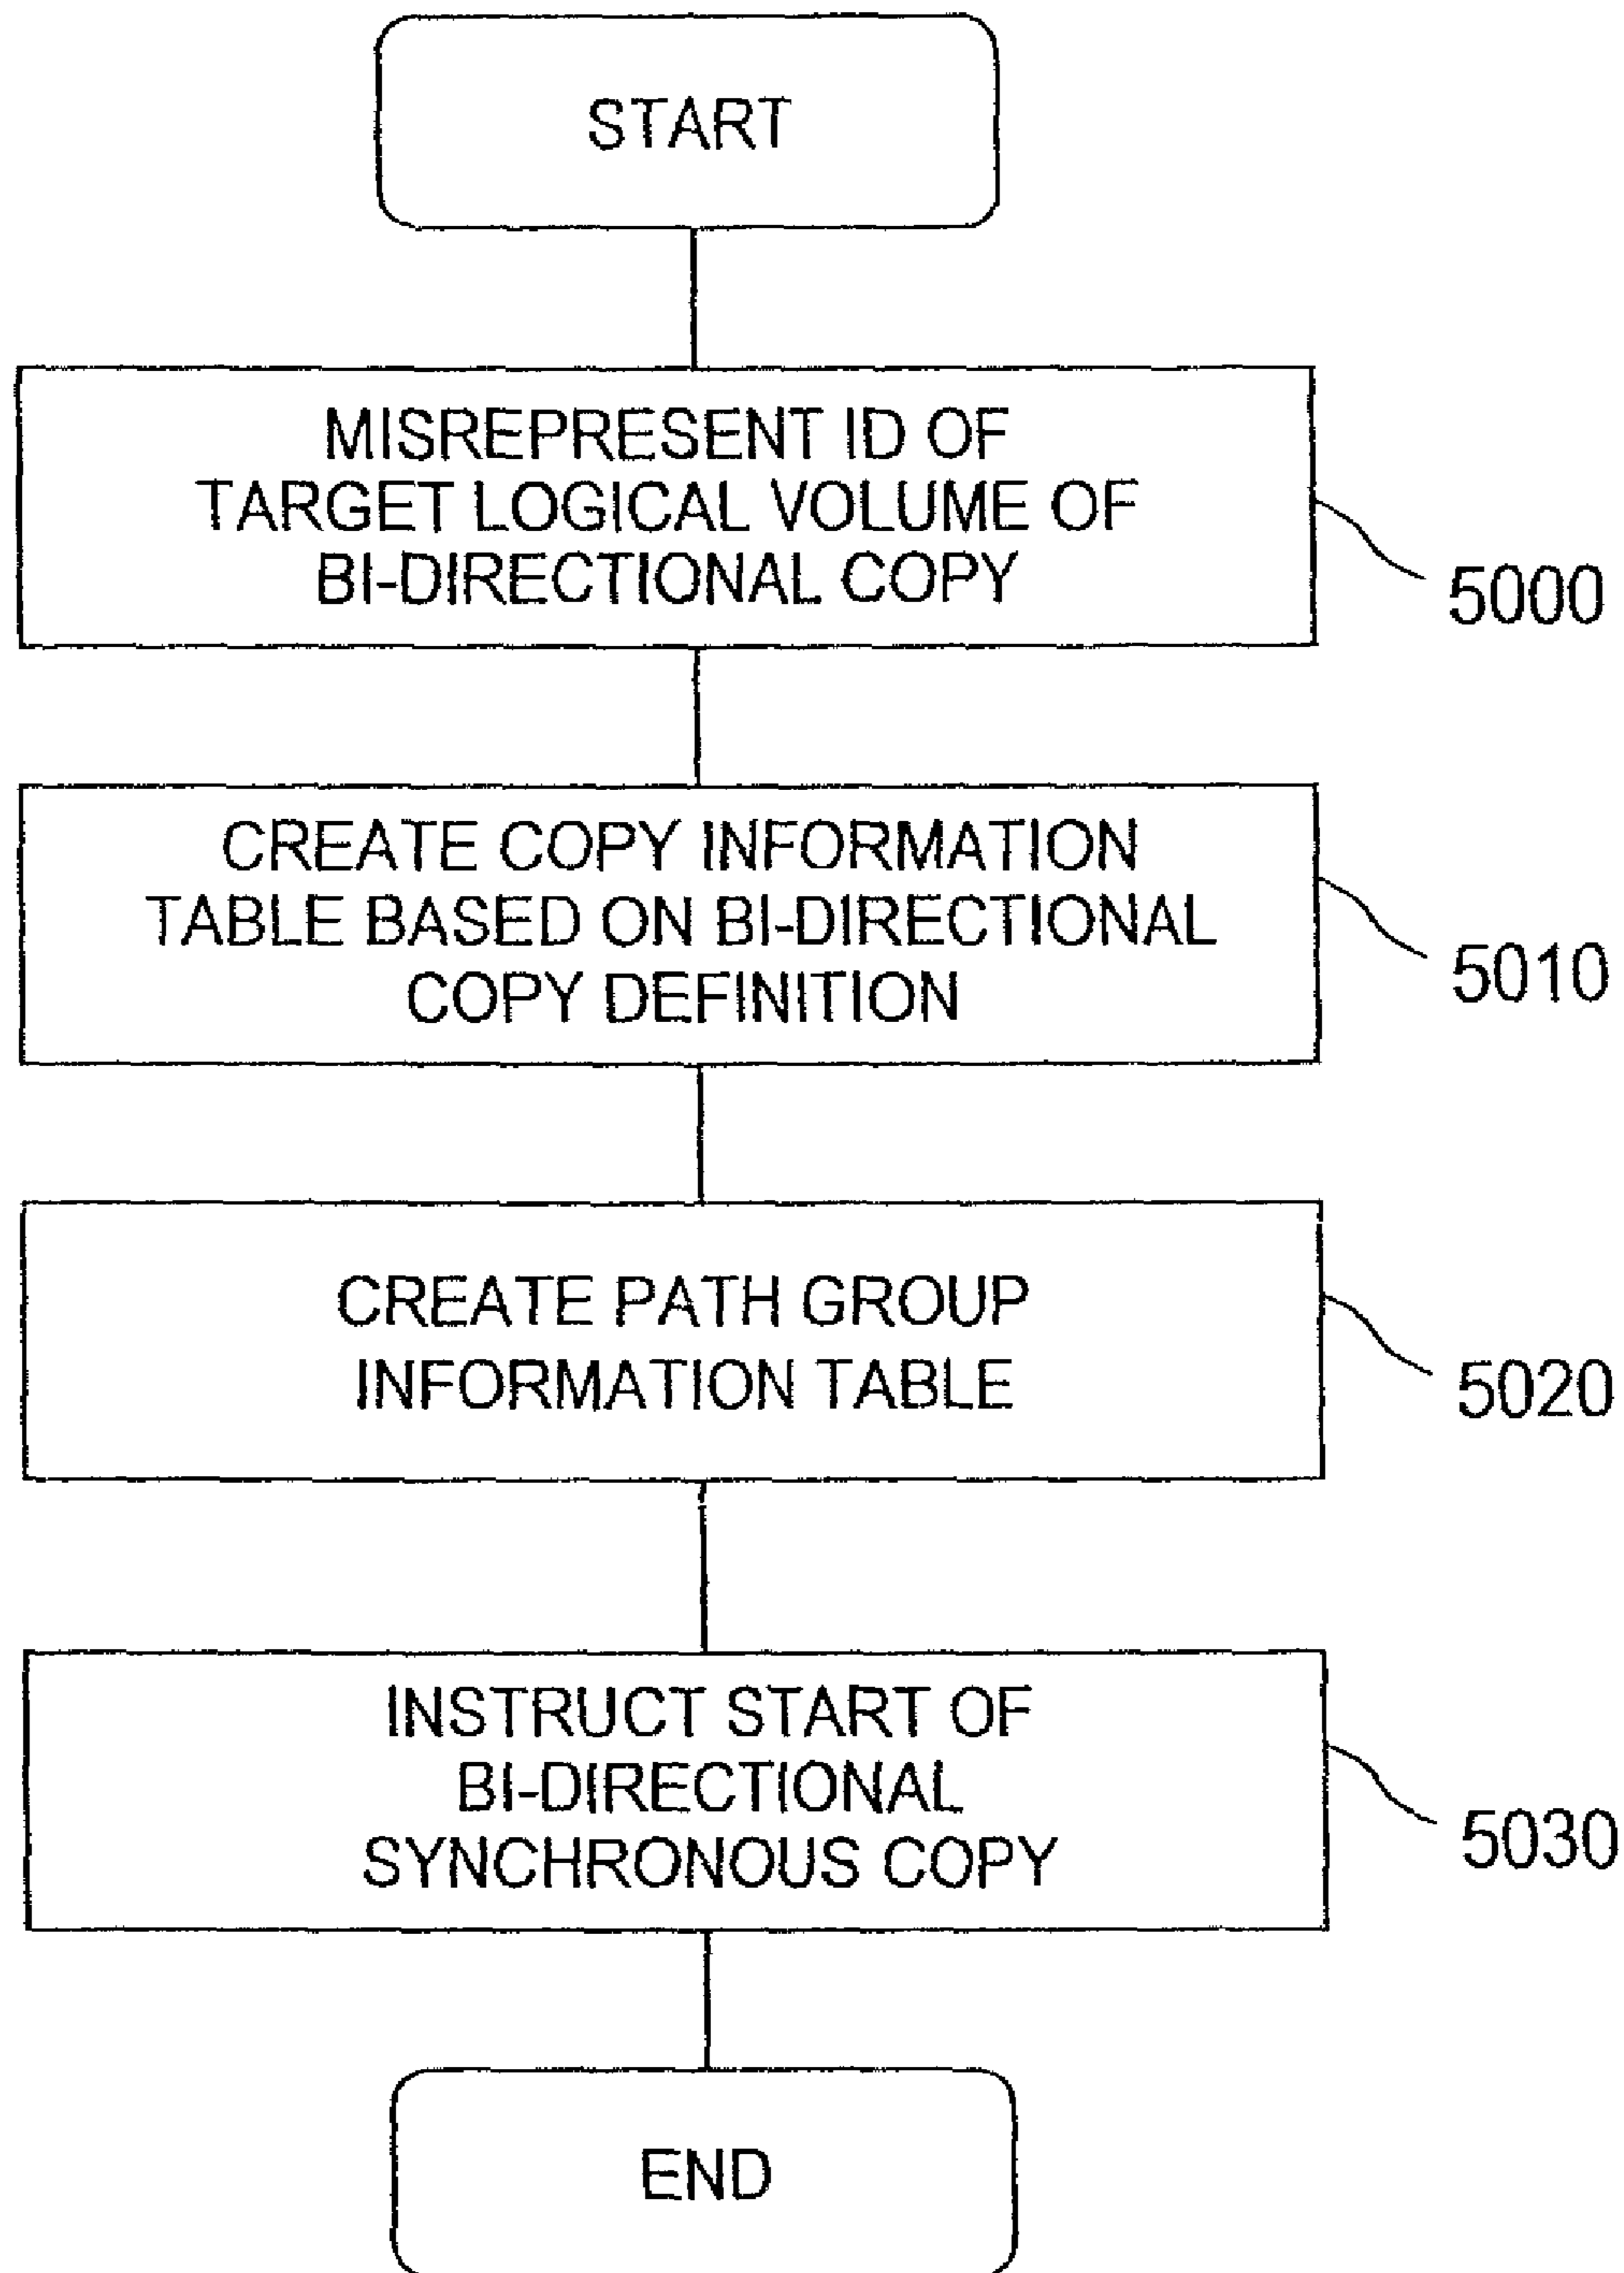 START
MISREPRESENT ID OF
TARGET LOGICAL VOLUME OF
BI-DIRECTIONAL COPY
5000
CREATE COPY INFORMATION
TABLE BASED ON BI-DIRECTIONAL
COPY DEFINITION
5010
CREATE PATH GROUP
INFORMATION TABLE
5020
INSTRUCT START OF
BI-DIRECTIONAL
SYNCHRONOUS COPY
5030
END